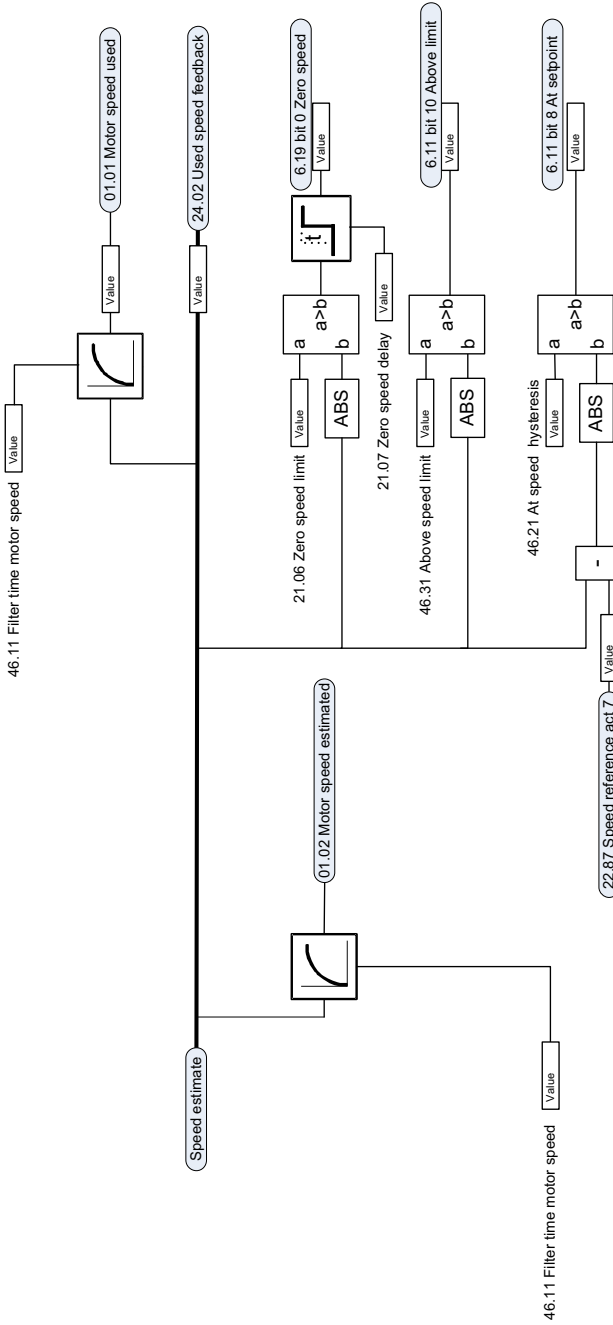 46.11 Filter time motor speed
Value
Value
01.01 Motor speed used
Speed estimate
Value
24.02 Used speed feedback
46.11 Filter time motor speed
Value
01.02 Motor speed estimated
21.06 Zero speed limit
Value
a
a>b
b
ABS
t
Value
6.19 bit 0 Zero speed
21.07 Zero speed delay
Value
46.31 Above speed limit
Value
a
a>b
b
ABS
Value
6.11 bit 10 Above limit
46.21 At speed hysteresis
Value
a
a>b
b
ABS
-
Value
6.11 bit 8 At setpoint
22.87 Speed reference act 7
Value